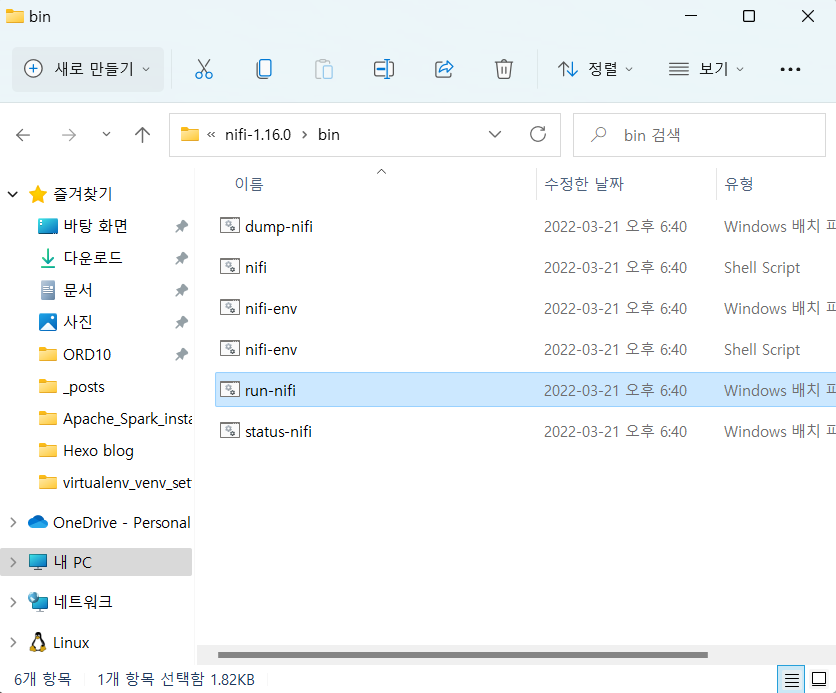 bin
새로 만들기
정렬
보기
« nifi-1.16.0 > bin
bin 검색
즐겨찾기
바탕 화면
다운로드
문서
사진
ORD10
_posts
Apache_Spark_insta
Hexo blog
virtualenv_venv_set
OneDrive - Personal
내 PC
네트워크
Linux
이름 수정한 날짜 유형
dump-nifi 2022-03-21 오후 6:40 Windows 배치 파
nifi 2022-03-21 오후 6:40 Shell Script
nifi-env 2022-03-21 오후 6:40 Windows 배치 파
nifi-env 2022-03-21 오후 6:40 Shell Script
run-nifi 2022-03-21 오후 6:40 Windows 배치 파
status-nifi 2022-03-21 오후 6:40 Windows 배치 파
6개 항목 1개 항목 선택함 1.82KB